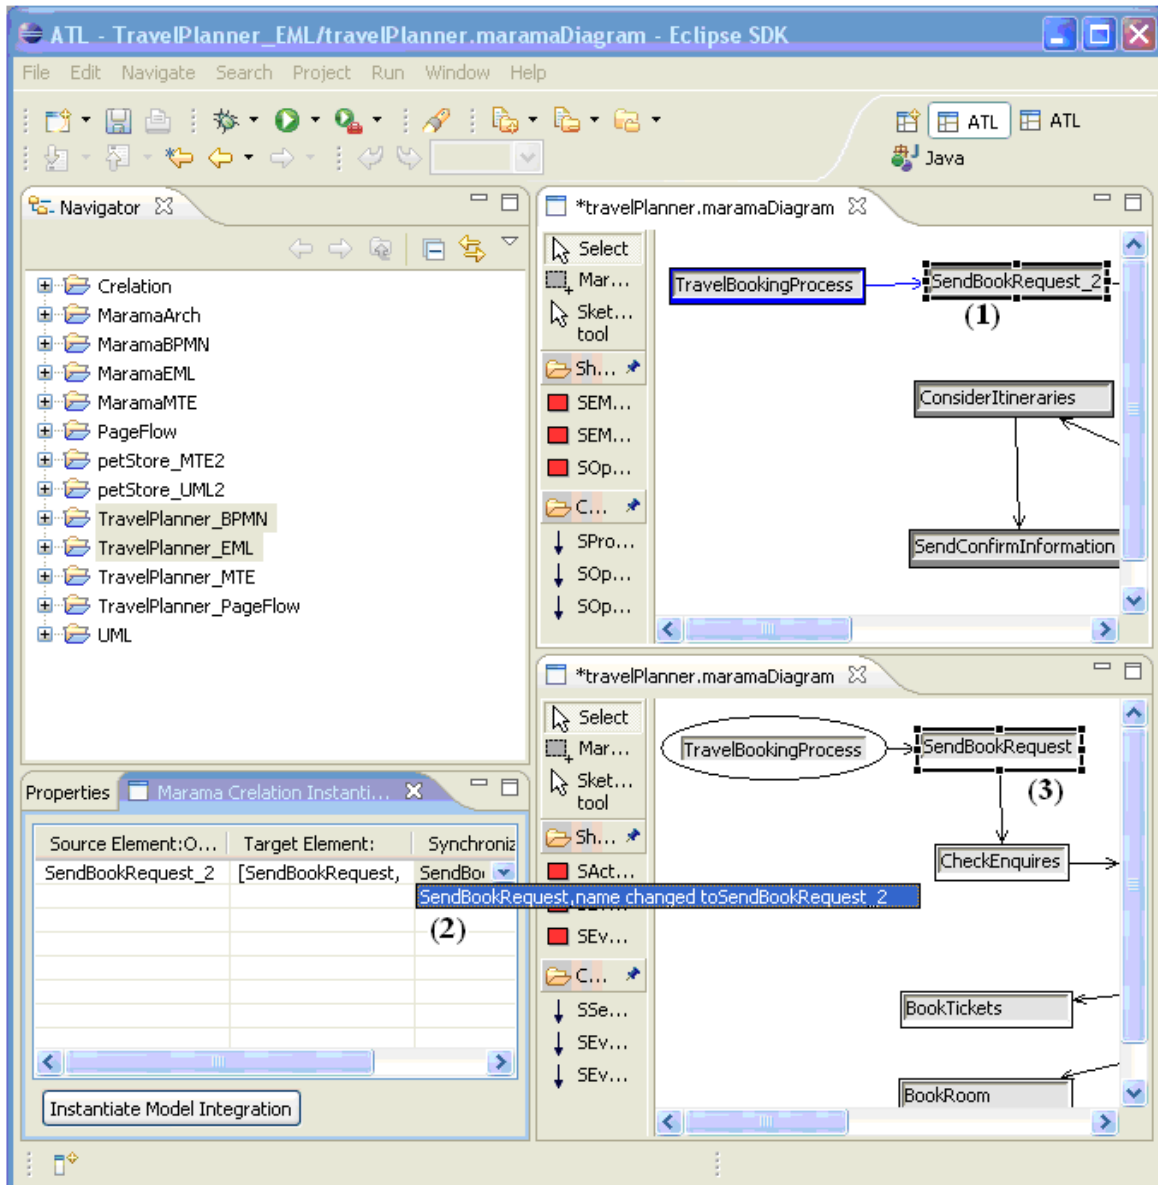 ATL - TravelPlanner_EML/travelPlanner.maramaDiagram - Eclipse SDK
File Edit Navigate Search Project Run Window Help
ATL ATL
Java
Navigator
Crelation
MaramaArch
MaramaBPMN
MaramaEML
MaramaMTE
PageFlow
petStore_MTE2
petStore_UML2
TravelPlanner_BPMN
TravelPlanner_EML
TravelPlanner_MTE
TravelPlanner_PageFlow
UML
*travelPlanner.maramaDiagram
Select
Mar...
Sket...
tool
Sh...
SEM...
SEM...
SOp...
C...
SPro...
SOp...
SOp...
TravelBookingProcess
SendBookRequest_2
(1)
ConsiderItineraries
SendConfirmInformation
Properties Marama Crelation Instanti...
Source Element:O... Target Element: Synchroniz
SendBookRequest_2 [SendBookRequest, SendBo
SendBookRequest,name changed toSendBookRequest_2
(2)
Instantiate Model Integration
*travelPlanner.maramaDiagram
Select
Mar...
Sket...
tool
Sh...
SAct...
SEv...
C...
SSe...
SEv...
SEv...
TravelBookingProcess
SendBookRequest
(3)
CheckEnquires
BookTickets
BookRoom